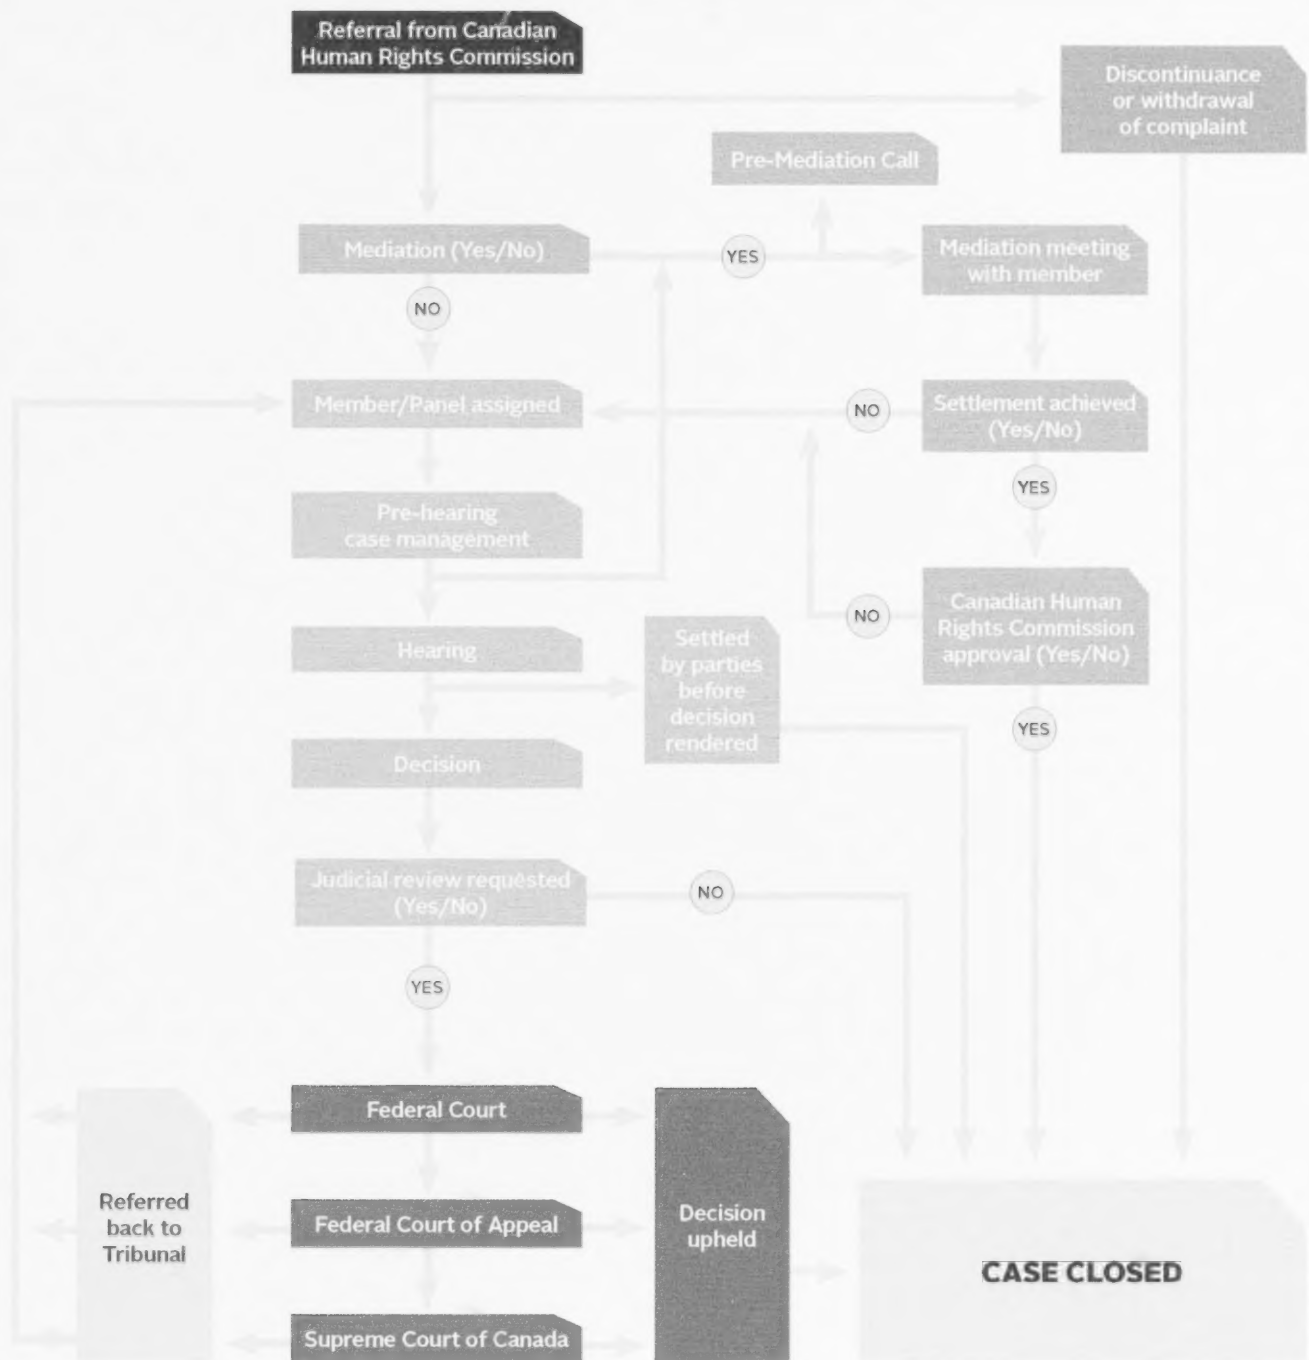 Referral from Canadian
Human Rights Commission
Discontinuance
or withdrawal
of complaint
Pre-Mediation Call
Mediation (Yes/No)
YES
Mediation meeting
with member
NO
Member/Panel assigned
NO
Settlement achieved
(Yes/No)
YES
Pre-hearing
case management
Canadian Human
Rights Commission
approval (Yes/No)
NO
Hearing
Settled
by parties
before
decision
rendered
YES
Decision
Judicial review requested
(Yes/No)
NO
YES
Federal Court
Referred
back to
Tribunal
Federal Court of Appeal
Decision
upheld
CASE CLOSED
Supreme Court of Canada